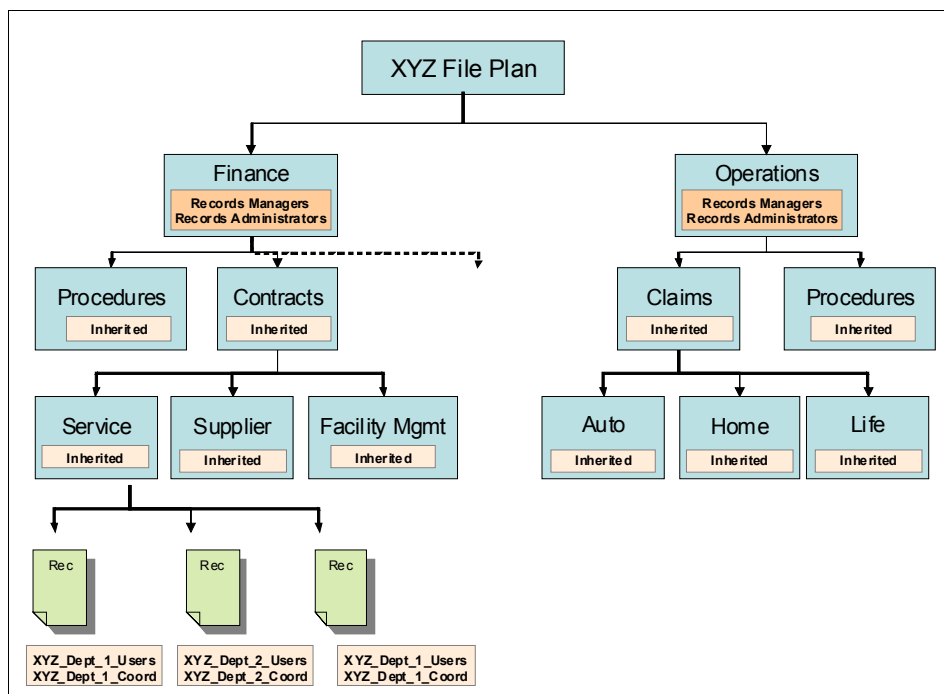 XYZ File Plan
Finance
Records Managers
Records Administrators
Operations
Records Managers
Records Administrators
Procedures
Inherited
Contracts
Inherited
Claims
Inherited
Procedures
Inherited
Service
Inherited
Supplier
Inherited
Facility Mgmt
Inherited
Auto
Inherited
Home
Inherited
Life
Inherited
Rec
Rec
Rec
XYZ_Dept_1_Users
XYZ_Dept_1_Coord
XYZ_Dept_2_Users
XYZ_Dept_2_Coord
XYZ_Dept_1_Users
XYZ_Dept_1_Coord